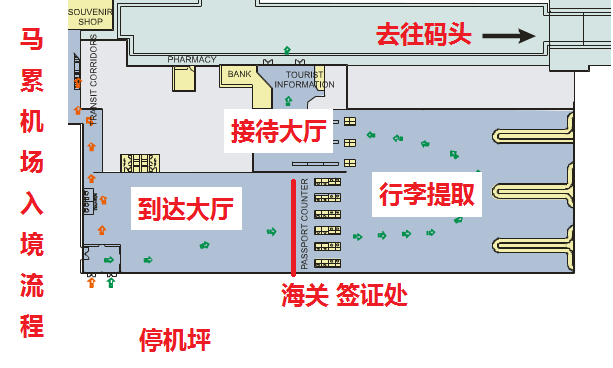 马累机场入境流程
SOUVENIR
SHOP
去往码头
PHARMACY
TRANSIT CORRIDORS
BANK
TOURIST
INFORMATION
接待大厅
到达大厅
行李提取
PASSPORT COUNTER
海关 签证处
停机坪